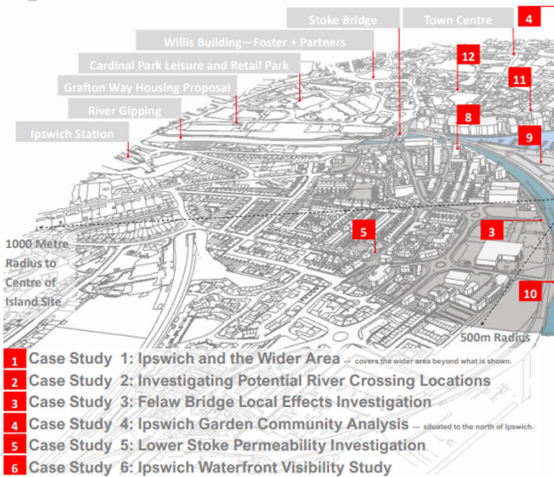 Stoke Bridge
Town Centre
4
Willis Building—Foster + Partners
12
Cardinal Park Leisure and Retail Park
11
Grafton Way Housing Proposal
River Gipping
8
Ipswich Station
9
5
3
1000 Metre
Radius to
Centre of
Island Site
10
500m Radius
1 Case Study 1: Ipswich and the Wider Area — covers the wider area beyond what is shown.
2 Case Study 2: Investigating Potential River Crossing Locations
3 Case Study 3: Felaw Bridge Local Effects Investigation
4 Case Study 4: Ipswich Garden Community Analysis — situated to the north of Ipswich.
5 Case Study 5: Lower Stoke Permeability Investigation
6 Case Study 6: Ipswich Waterfront Visibility Study